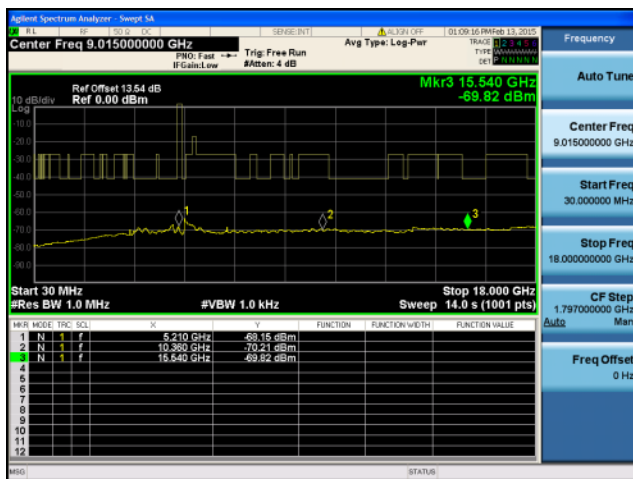 Agilent Spectrum Analyzer - Swept SA
RL RF 50 Ω DC SENSE:INT ALIGN OFF 01:09:16 PM Feb 13, 2015
Center Freq 9.015000000 GHz
PNO: Fast
IFGain:Low
Trig: Free Run
#Atten: 4 dB
Avg Type: Log-Pwr
TRACE 1 2 3 4 5 6
TYPE
DET P N N N N N
Ref Offset 13.54 dB
Ref 0.00 dBm
10 dB/div
Log
Mkr3 15.540 GHz
-69.82 dBm
-10.0
-20.0
-30.0
-40.0
-50.0
-60.0
-70.0
-80.0
-90.0
1
2
3
Start 30 MHz
Stop 18.000 GHz
#Res BW 1.0 MHz
#VBW 1.0 kHz
Sweep 14.0 s (1001 pts)
MKR MODE TRC SCL X Y FUNCTION FUNCTION WIDTH FUNCTION VALUE
1 N 1 f 5.210 GHz -68.15 dBm
2 N 1 f 10.360 GHz -70.21 dBm
3 N 1 f 15.540 GHz -69.82 dBm
4
5
6
7
8
9
10
11
12
MSG STATUS
Frequency
Auto Tune
Center Freq
9.015000000 GHz
Start Freq
30.000000 MHz
Stop Freq
18.000000000 GHz
CF Step
1.797000000 GHz
Auto Man
Freq Offset
0 Hz